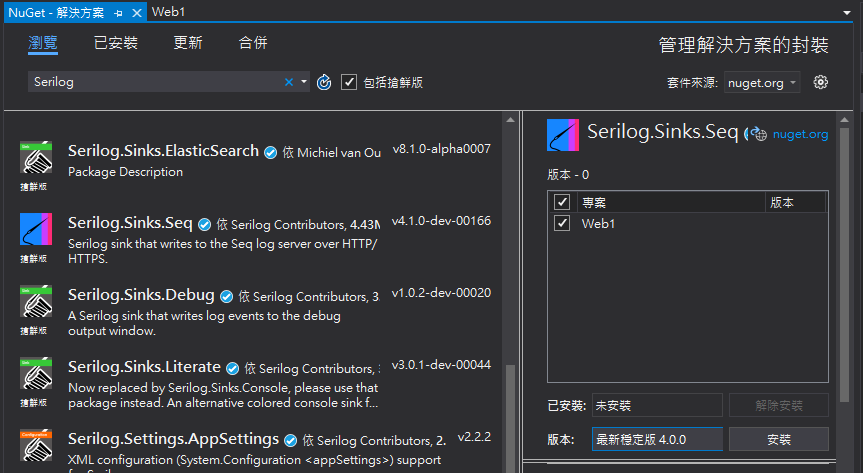 NuGet - 解決方案
Web1
瀏覽
已安裝
更新
合併
管理解決方案的封裝
Serilog
包括搶鮮版
套件來源:
nuget.org
Serilog.Sinks.ElasticSearch 依 Michiel van Ou
v8.1.0-alpha0007
Package Description
搶鮮版
Serilog.Sinks.Seq 依 Serilog Contributors, 4.43M
v4.1.0-dev-00166
Serilog sink that writes to the Seq log server over HTTP/
HTTPS.
搶鮮版
Serilog.Sinks.Debug 依 Serilog Contributors, 3.
v1.0.2-dev-00020
A Serilog sink that writes log events to the debug
output window.
搶鮮版
Serilog.Sinks.Literate 依 Serilog Contributors,
v3.0.1-dev-00044
Now replaced by Serilog.Sinks.Console, please use that
package instead. An alternative colored console sink f...
搶鮮版
Serilog.Settings.AppSettings 依 Serilog Contributors, 2.
v2.2.2
XML configuration (System.Configuration <appSettings>) support
Serilog.Sinks.Seq
nuget.org
版本 - 0
專案
版本
Web1
已安裝:
未安裝
解除安裝
版本:
最新穩定版 4.0.0
安裝